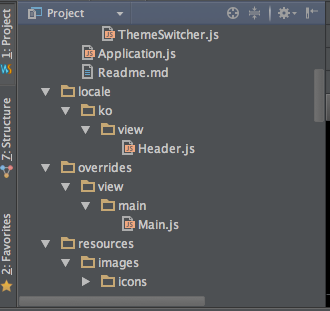 Project
1: Project
7: Structure
2: Favorites
ThemeSwitcher.js
Application.js
Readme.md
locale
ko
view
Header.js
overrides
view
main
Main.js
resources
images
icons